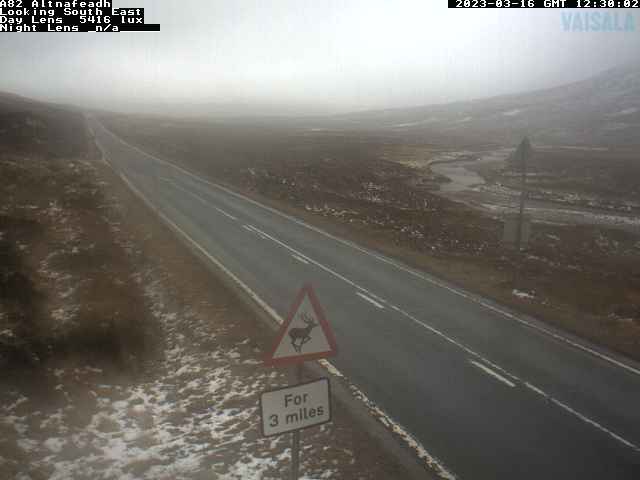 A82 Altnafeadh
2023-03-16 GMT 12:30:02
Looking South East
VAISALA
Day Lens 5416 lux
Night Lens n/a
For
3 miles